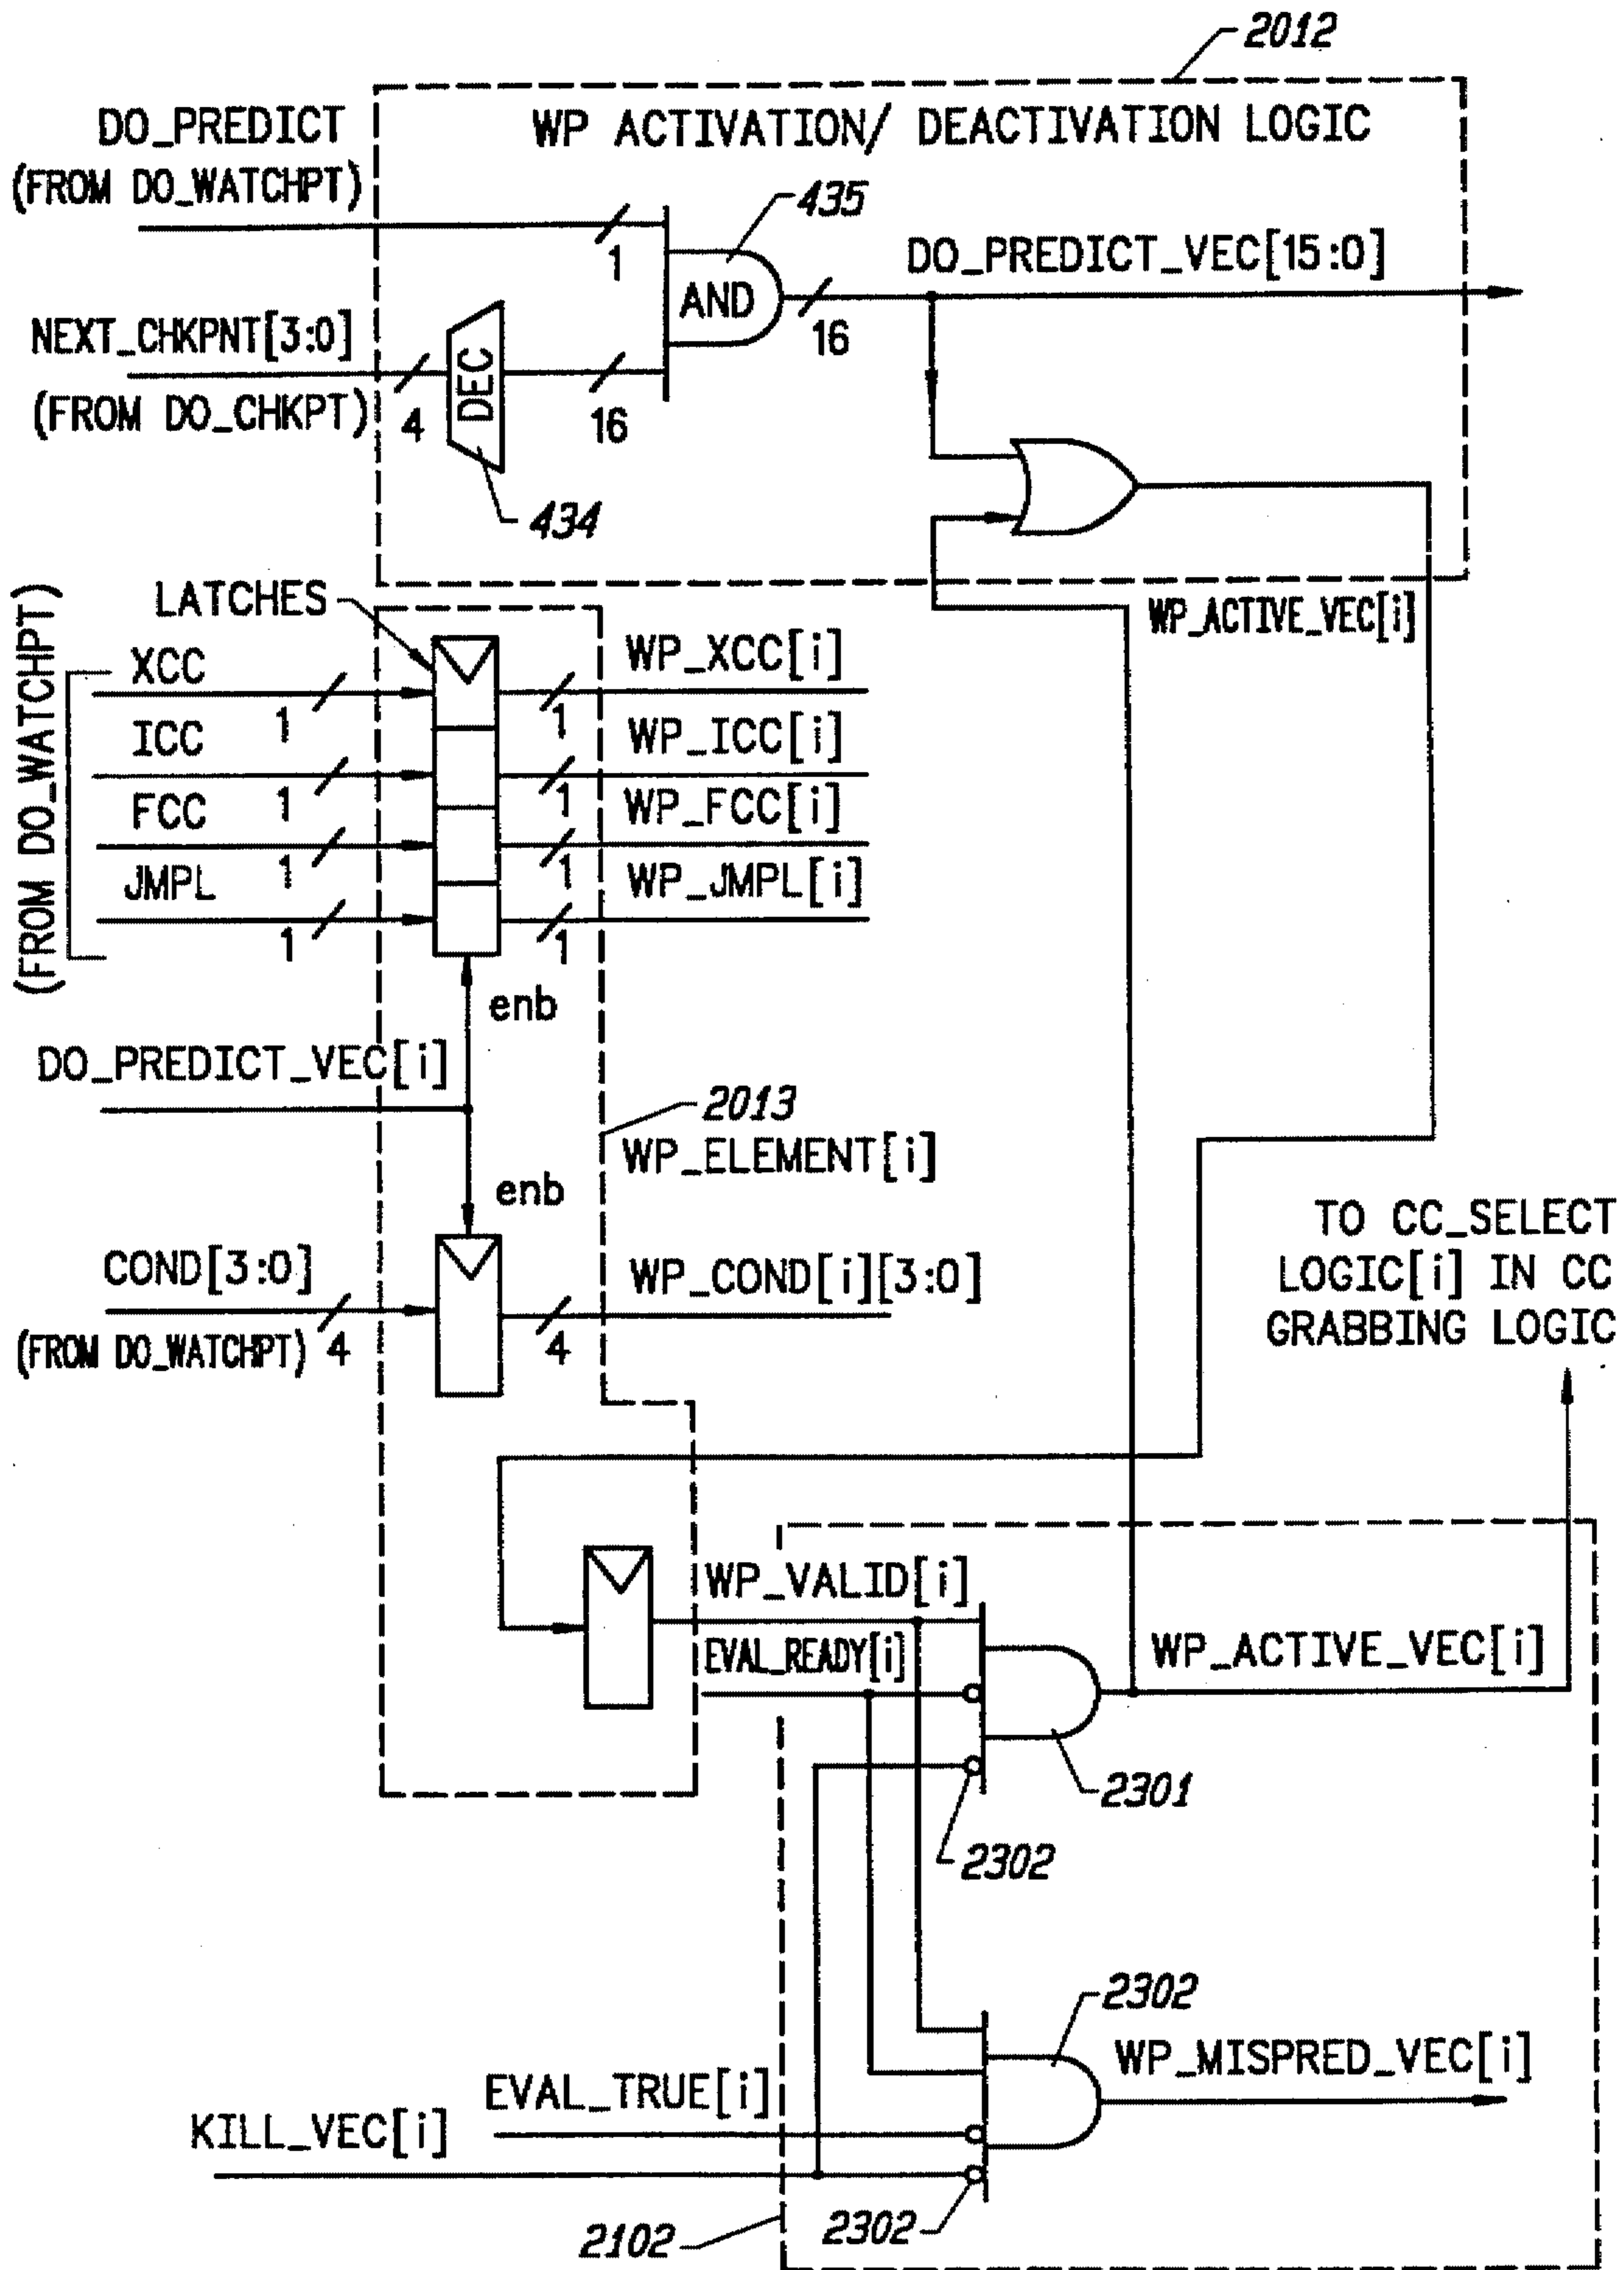 2012
DO_PREDICT
(FROM DO_WATCHPT)
WP ACTIVATION/ DEACTIVATION LOGIC
435
1
AND
16
DO_PREDICT_VEC[15:0]
NEXT_CHKPNT[3:0]
(FROM DO_CHKPT)
4
DEC
16
434
WP_ACTIVE_VEC[i]
LATCHES
(FROM DO_WATCHPT)
XCC
1
1
WP_XCC[i]
ICC
1
1
WP_ICC[i]
FCC
1
1
WP_FCC[i]
JMPL
1
1
WP_JMPL[i]
enb
DO_PREDICT_VEC[i]
2013
WP_ELEMENT[i]
enb
COND[3:0]
(FROM DO_WATCHPT)
4
4
WP_COND[i][3:0]
TO CC_SELECT
LOGIC[i] IN CC
GRABBING LOGIC
WP_VALID[i]
EVAL_READY[i]
WP_ACTIVE_VEC[i]
2301
2302
2302
WP_MISPRED_VEC[i]
EVAL_TRUE[i]
KILL_VEC[i]
2302
2102